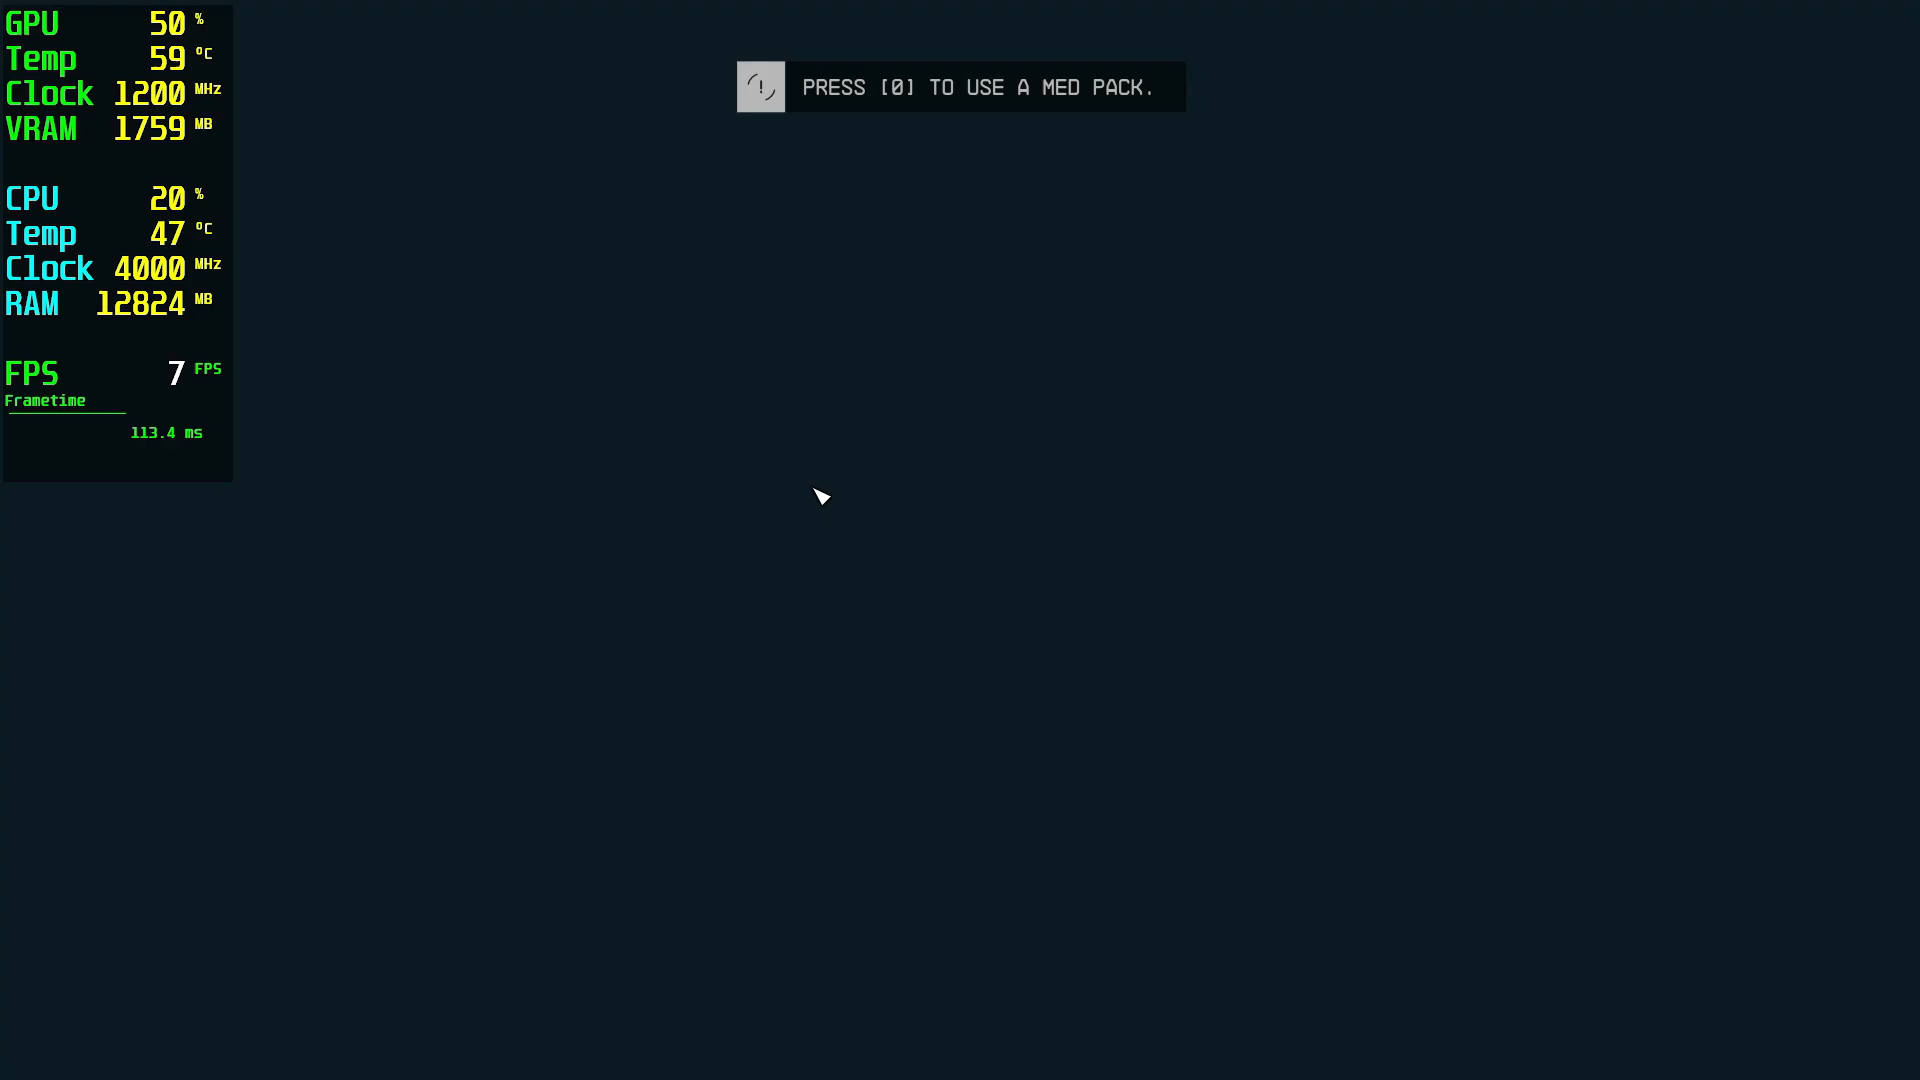 GPU 50 %
Temp 59 °C
Clock 1200 MHz
VRAM 1759 MB
CPU 20 %
Temp 47 °C
Clock 4000 MHz
RAM 12824 MB
FPS 7 FPS
Frametime
113.4 ms
! PRESS [0] TO USE A MED PACK.